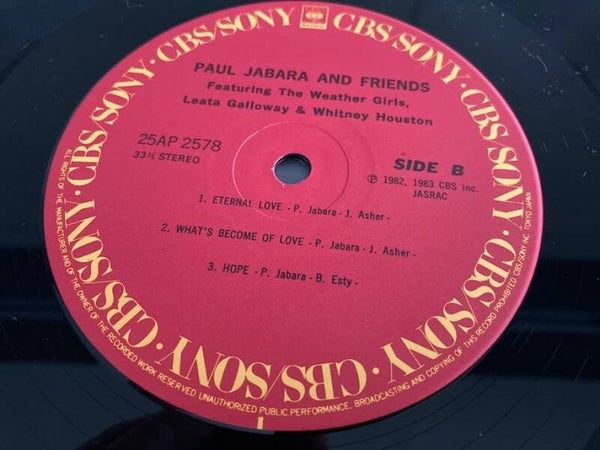 CBS/SONY · CBS/SONY · CBS/SONY · CBS/SONY · CBS/SONY · CBS/SONY · CBS/SONY
PAUL JABARA AND FRIENDS
Featuring The Weather Girls,
Leata Galloway & Whitney Houston
25AP 2578
33⅓ STEREO
SIDE B
Ⓟ 1982, 1983 CBS Inc.
JASRAC
1. ETERNAL LOVE - P. Jabara - J. Asher -
2. WHAT'S BECOME OF LOVE - P. Jabara - J. Asher -
3. HOPE - P. Jabara - B. Esty -
ALL RIGHTS OF THE MANUFACTURER AND OF THE OWNER OF THE RECORDED WORK RESERVED. UNAUTHORIZED PUBLIC PERFORMANCE, BROADCASTING AND COPYING OF THIS RECORD PROHIBITED CBS/SONY INC. TOKYO JAPAN